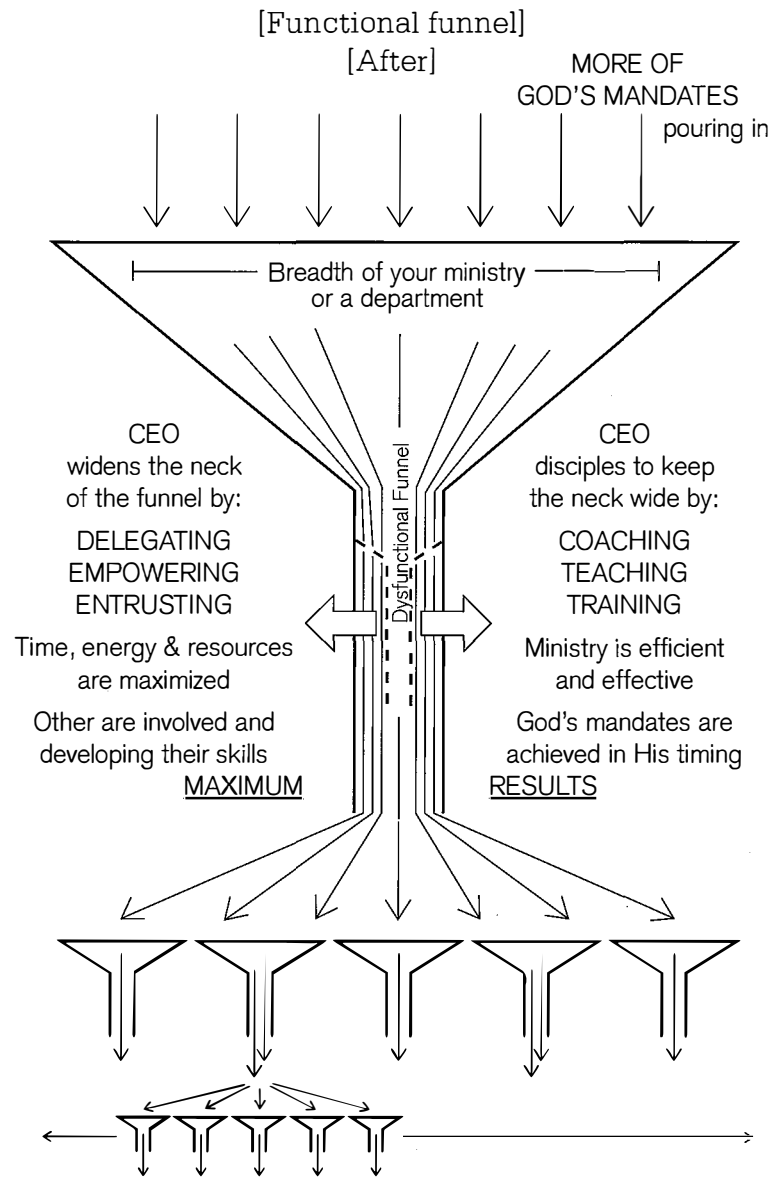 [Functional funnel]
[After]
MORE OF
GOD'S MANDATES
pouring in
Breadth of your ministry
or a department
CEO
widens the neck
of the funnel by:
DELEGATING
EMPOWERING
ENTRUSTING
Time, energy & resources
are maximized
Other are involved and
developing their skills
MAXIMUM
Dysfunctional Funnel
CEO
disciples to keep
the neck wide by:
COACHING
TEACHING
TRAINING
Ministry is efficient
and effective
God's mandates are
achieved in His timing
RESULTS